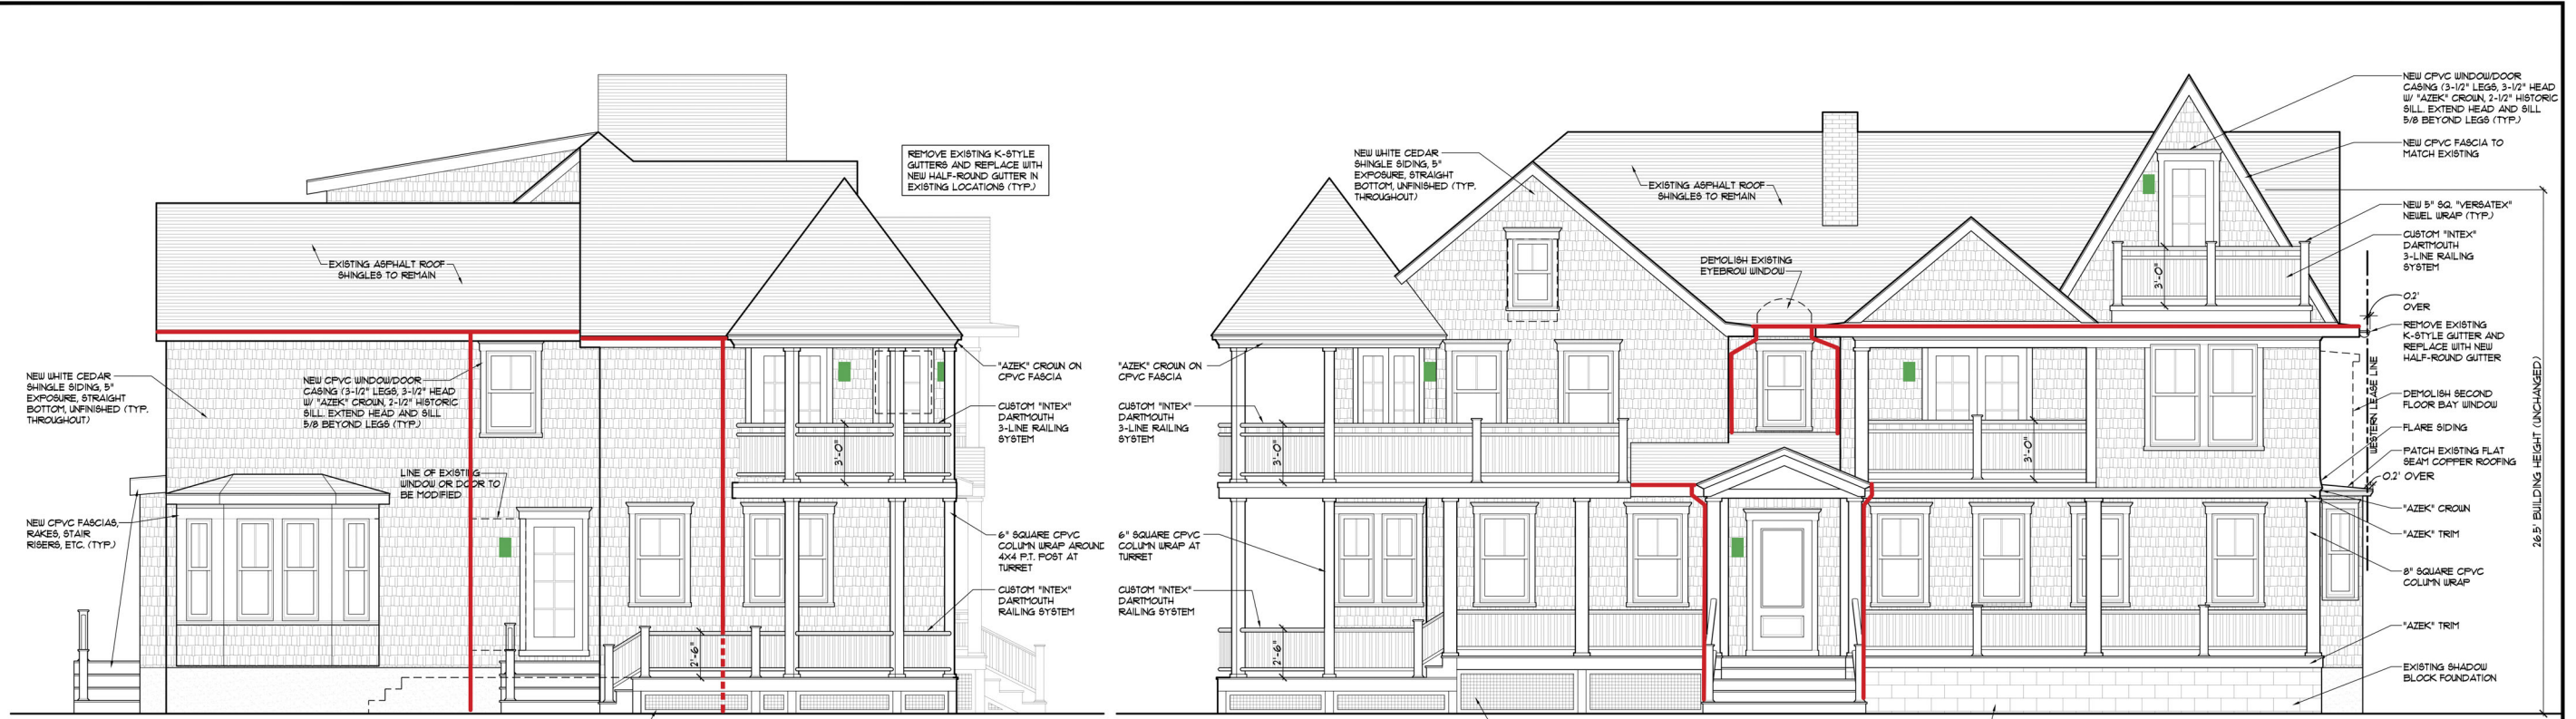 REMOVE EXISTING K-STYLE
GUTTERS AND REPLACE WITH
NEW HALF-ROUND GUTTER IN
EXISTING LOCATIONS (TYP.)
EXISTING ASPHALT ROOF
SHINGLES TO REMAIN
NEW WHITE CEDAR
SHINGLE SIDING, 5"
EXPOSURE, STRAIGHT
BOTTOM, UNFINISHED (TYP.
THROUGHOUT)
NEW CPVC WINDOW/DOOR
CASING (3-1/2" LEGS, 3-1/2" HEAD
W/ "AZEK" CROWN, 2-1/2" HISTORIC
SILL. EXTEND HEAD AND SILL
5/8 BEYOND LEGS (TYP.)
LINE OF EXISTING
WINDOW OR DOOR TO
BE MODIFIED
NEW CPVC FASCIAS,
RAKES, STAIR
RISERS, ETC. (TYP.)
3'-0"
2'-6"
"AZEK" CROWN ON
CPVC FASCIA
CUSTOM "INTEX"
DARTMOUTH
3-LINE RAILING
SYSTEM
6" SQUARE CPVC
COLUMN WRAP AROUND
4X4 P.T. POST AT
TURRET
CUSTOM "INTEX"
DARTMOUTH
RAILING SYSTEM
"AZEK" CROWN ON
CPVC FASCIA
CUSTOM "INTEX"
DARTMOUTH
3-LINE RAILING
SYSTEM
6" SQUARE CPVC
COLUMN WRAP AT
TURRET
CUSTOM "INTEX"
DARTMOUTH
RAILING SYSTEM
3'-0"
2'-6"
NEW WHITE CEDAR
SHINGLE SIDING, 5"
EXPOSURE, STRAIGHT
BOTTOM, UNFINISHED (TYP.
THROUGHOUT)
EXISTING ASPHALT ROOF
SHINGLES TO REMAIN
DEMOLISH EXISTING
EYEBROW WINDOW
3'-0"
3'-0"
NEW CPVC WINDOW/DOOR
CASING (3-1/2" LEGS, 3-1/2" HEAD
W/ "AZEK" CROWN, 2-1/2" HISTORIC
SILL. EXTEND HEAD AND SILL
5/8 BEYOND LEGS (TYP.)
NEW CPVC FASCIA TO
MATCH EXISTING
NEW 5" SQ. "VERSATEX"
NEWEL WRAP (TYP.)
CUSTOM "INTEX"
DARTMOUTH
3-LINE RAILING
SYSTEM
0.2'
OVER
REMOVE EXISTING
K-STYLE GUTTER AND
REPLACE WITH NEW
HALF-ROUND GUTTER
WESTERN LEASE LINE
DEMOLISH SECOND
FLOOR BAY WINDOW
FLARE SIDING
PATCH EXISTING FLAT
SEAM COPPER ROOFING
0.2' OVER
"AZEK" CROWN
"AZEK" TRIM
8" SQUARE CPVC
COLUMN WRAP
"AZEK" TRIM
EXISTING SHADOW
BLOCK FOUNDATION
26.5' BUILDING HEIGHT (UNCHANGED)